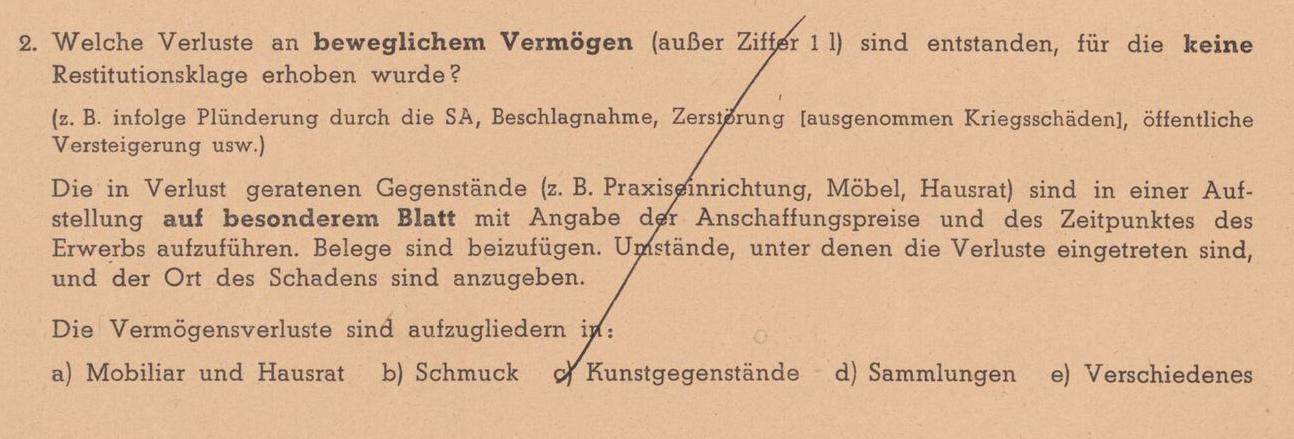 2. Welche Verluste an beweglichem Vermögen (außer Ziffer 1 l) sind entstanden, für die keine
Restitutionsklage erhoben wurde?
(z. B. infolge Plünderung durch die SA, Beschlagnahme, Zerstörung [ausgenommen Kriegsschäden], öffentliche
Versteigerung usw.)
Die in Verlust geratenen Gegenstände (z. B. Praxiseinrichtung, Möbel, Hausrat) sind in einer Auf-
stellung auf besonderem Blatt mit Angabe der Anschaffungspreise und des Zeitpunktes des
Erwerbs aufzuführen. Belege sind beizufügen. Umstände, unter denen die Verluste eingetreten sind,
und der Ort des Schadens sind anzugeben.
Die Vermögensverluste sind aufzugliedern in:
a) Mobiliar und Hausrat b) Schmuck c) Kunstgegenstände d) Sammlungen e) Verschiedenes